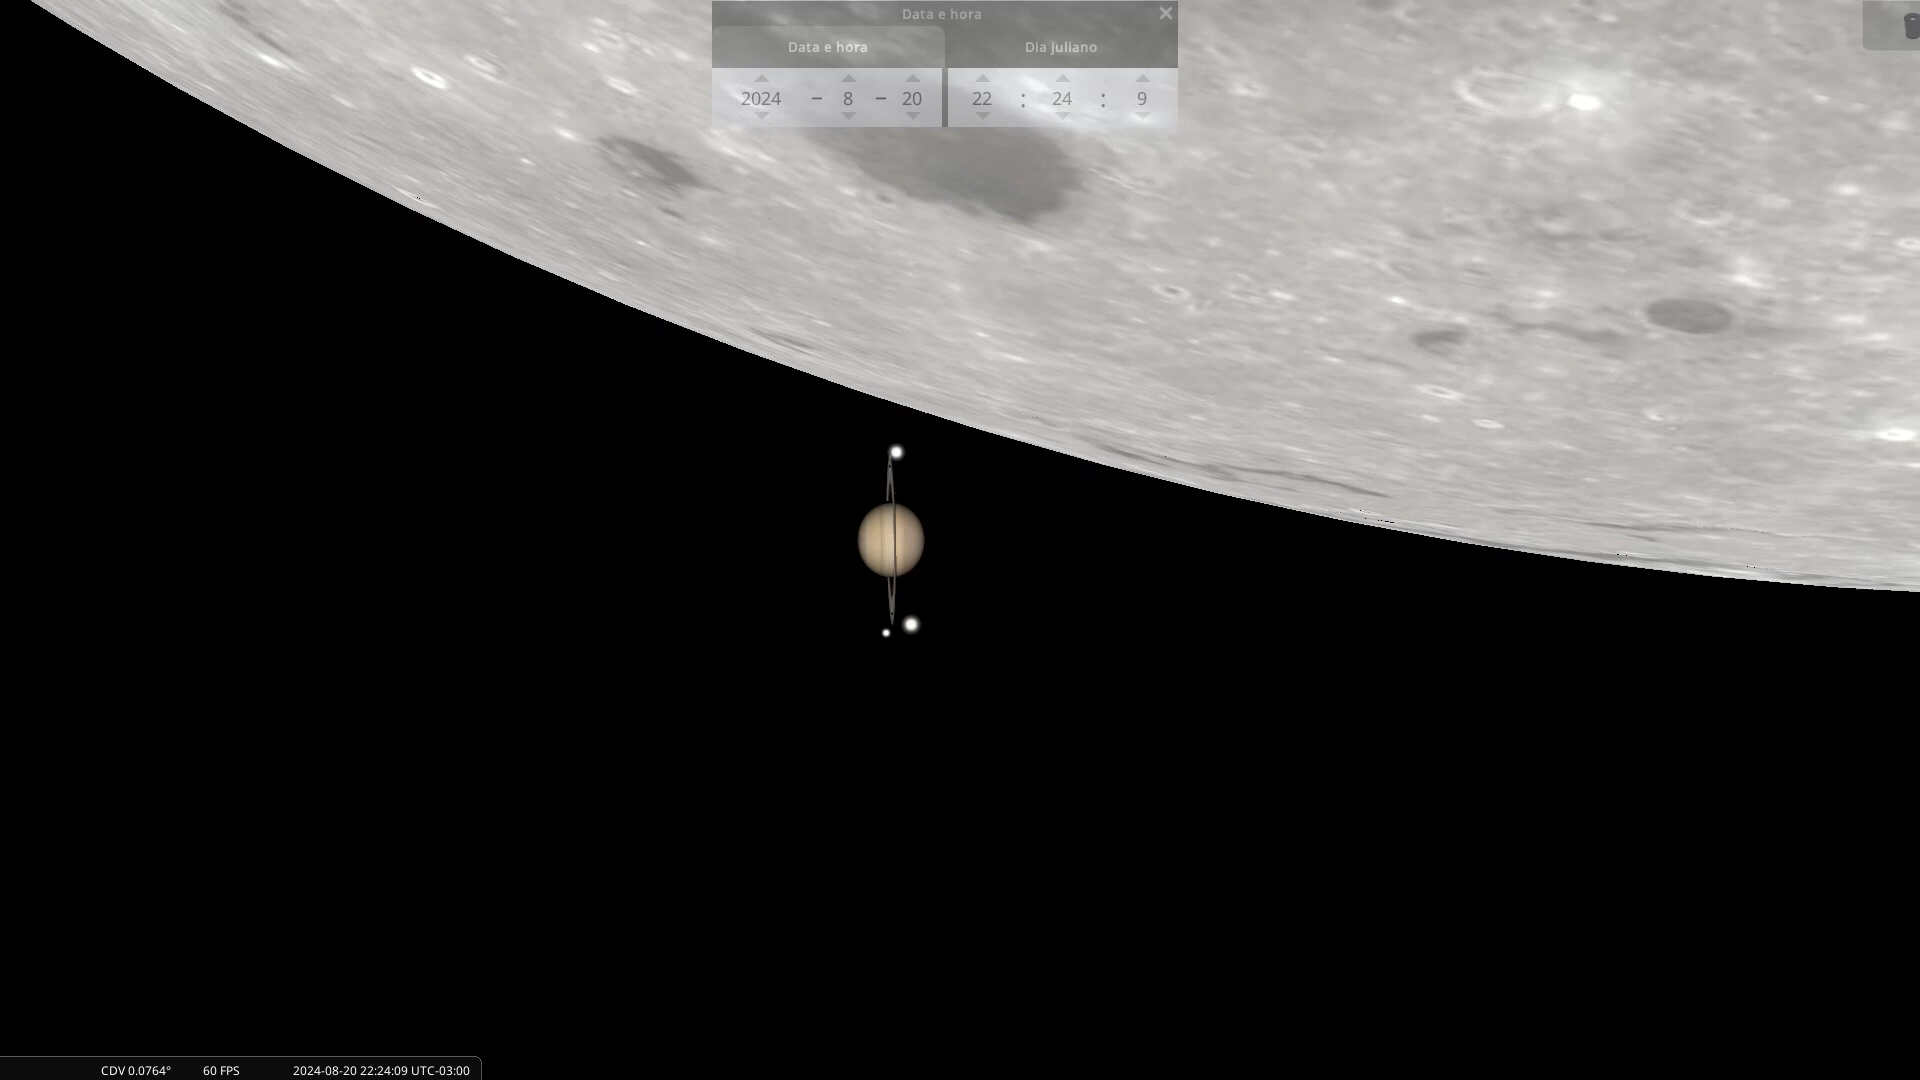 Data e hora
Data e hora Dia juliano
2024 – 8 – 20 22 : 24 : 9
CDV 0.0764° 60 FPS 2024-08-20 22:24:09 UTC-03:00